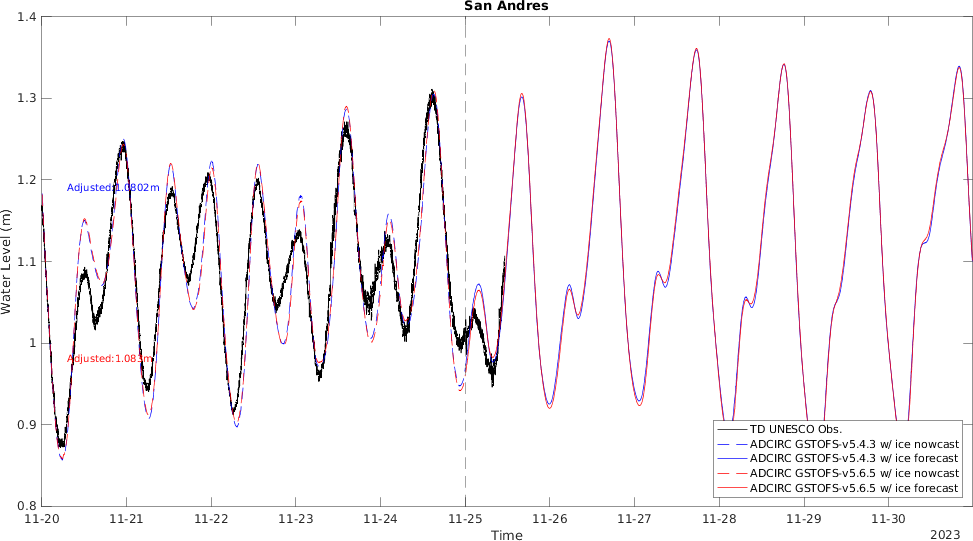 San Andres
1.4
1.3
1.2
1.1
1
0.9
0.8
Water Level (m)
Adjusted:1.0802m
Adjusted:1.083m
TD UNESCO Obs.
ADCIRC GSTOFS-v5.4.3 w/ ice nowcast
ADCIRC GSTOFS-v5.4.3 w/ ice forecast
ADCIRC GSTOFS-v5.6.5 w/ ice nowcast
ADCIRC GSTOFS-v5.6.5 w/ ice forecast
11-20 11-21 11-22 11-23 11-24 11-25 11-26 11-27 11-28 11-29 11-30
Time
2023